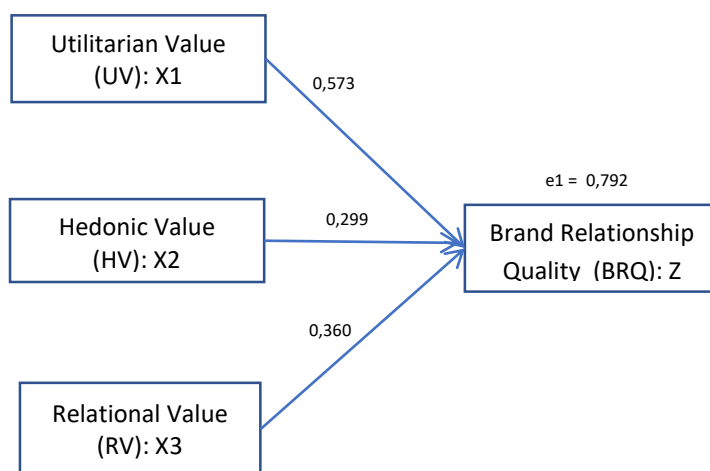 Utilitarian Value
(UV): X1
0,573
e1 = 0,792
Hedonic Value
(HV): X2
0,299
Brand Relationship
Quality (BRQ): Z
0,360
Relational Value
(RV): X3